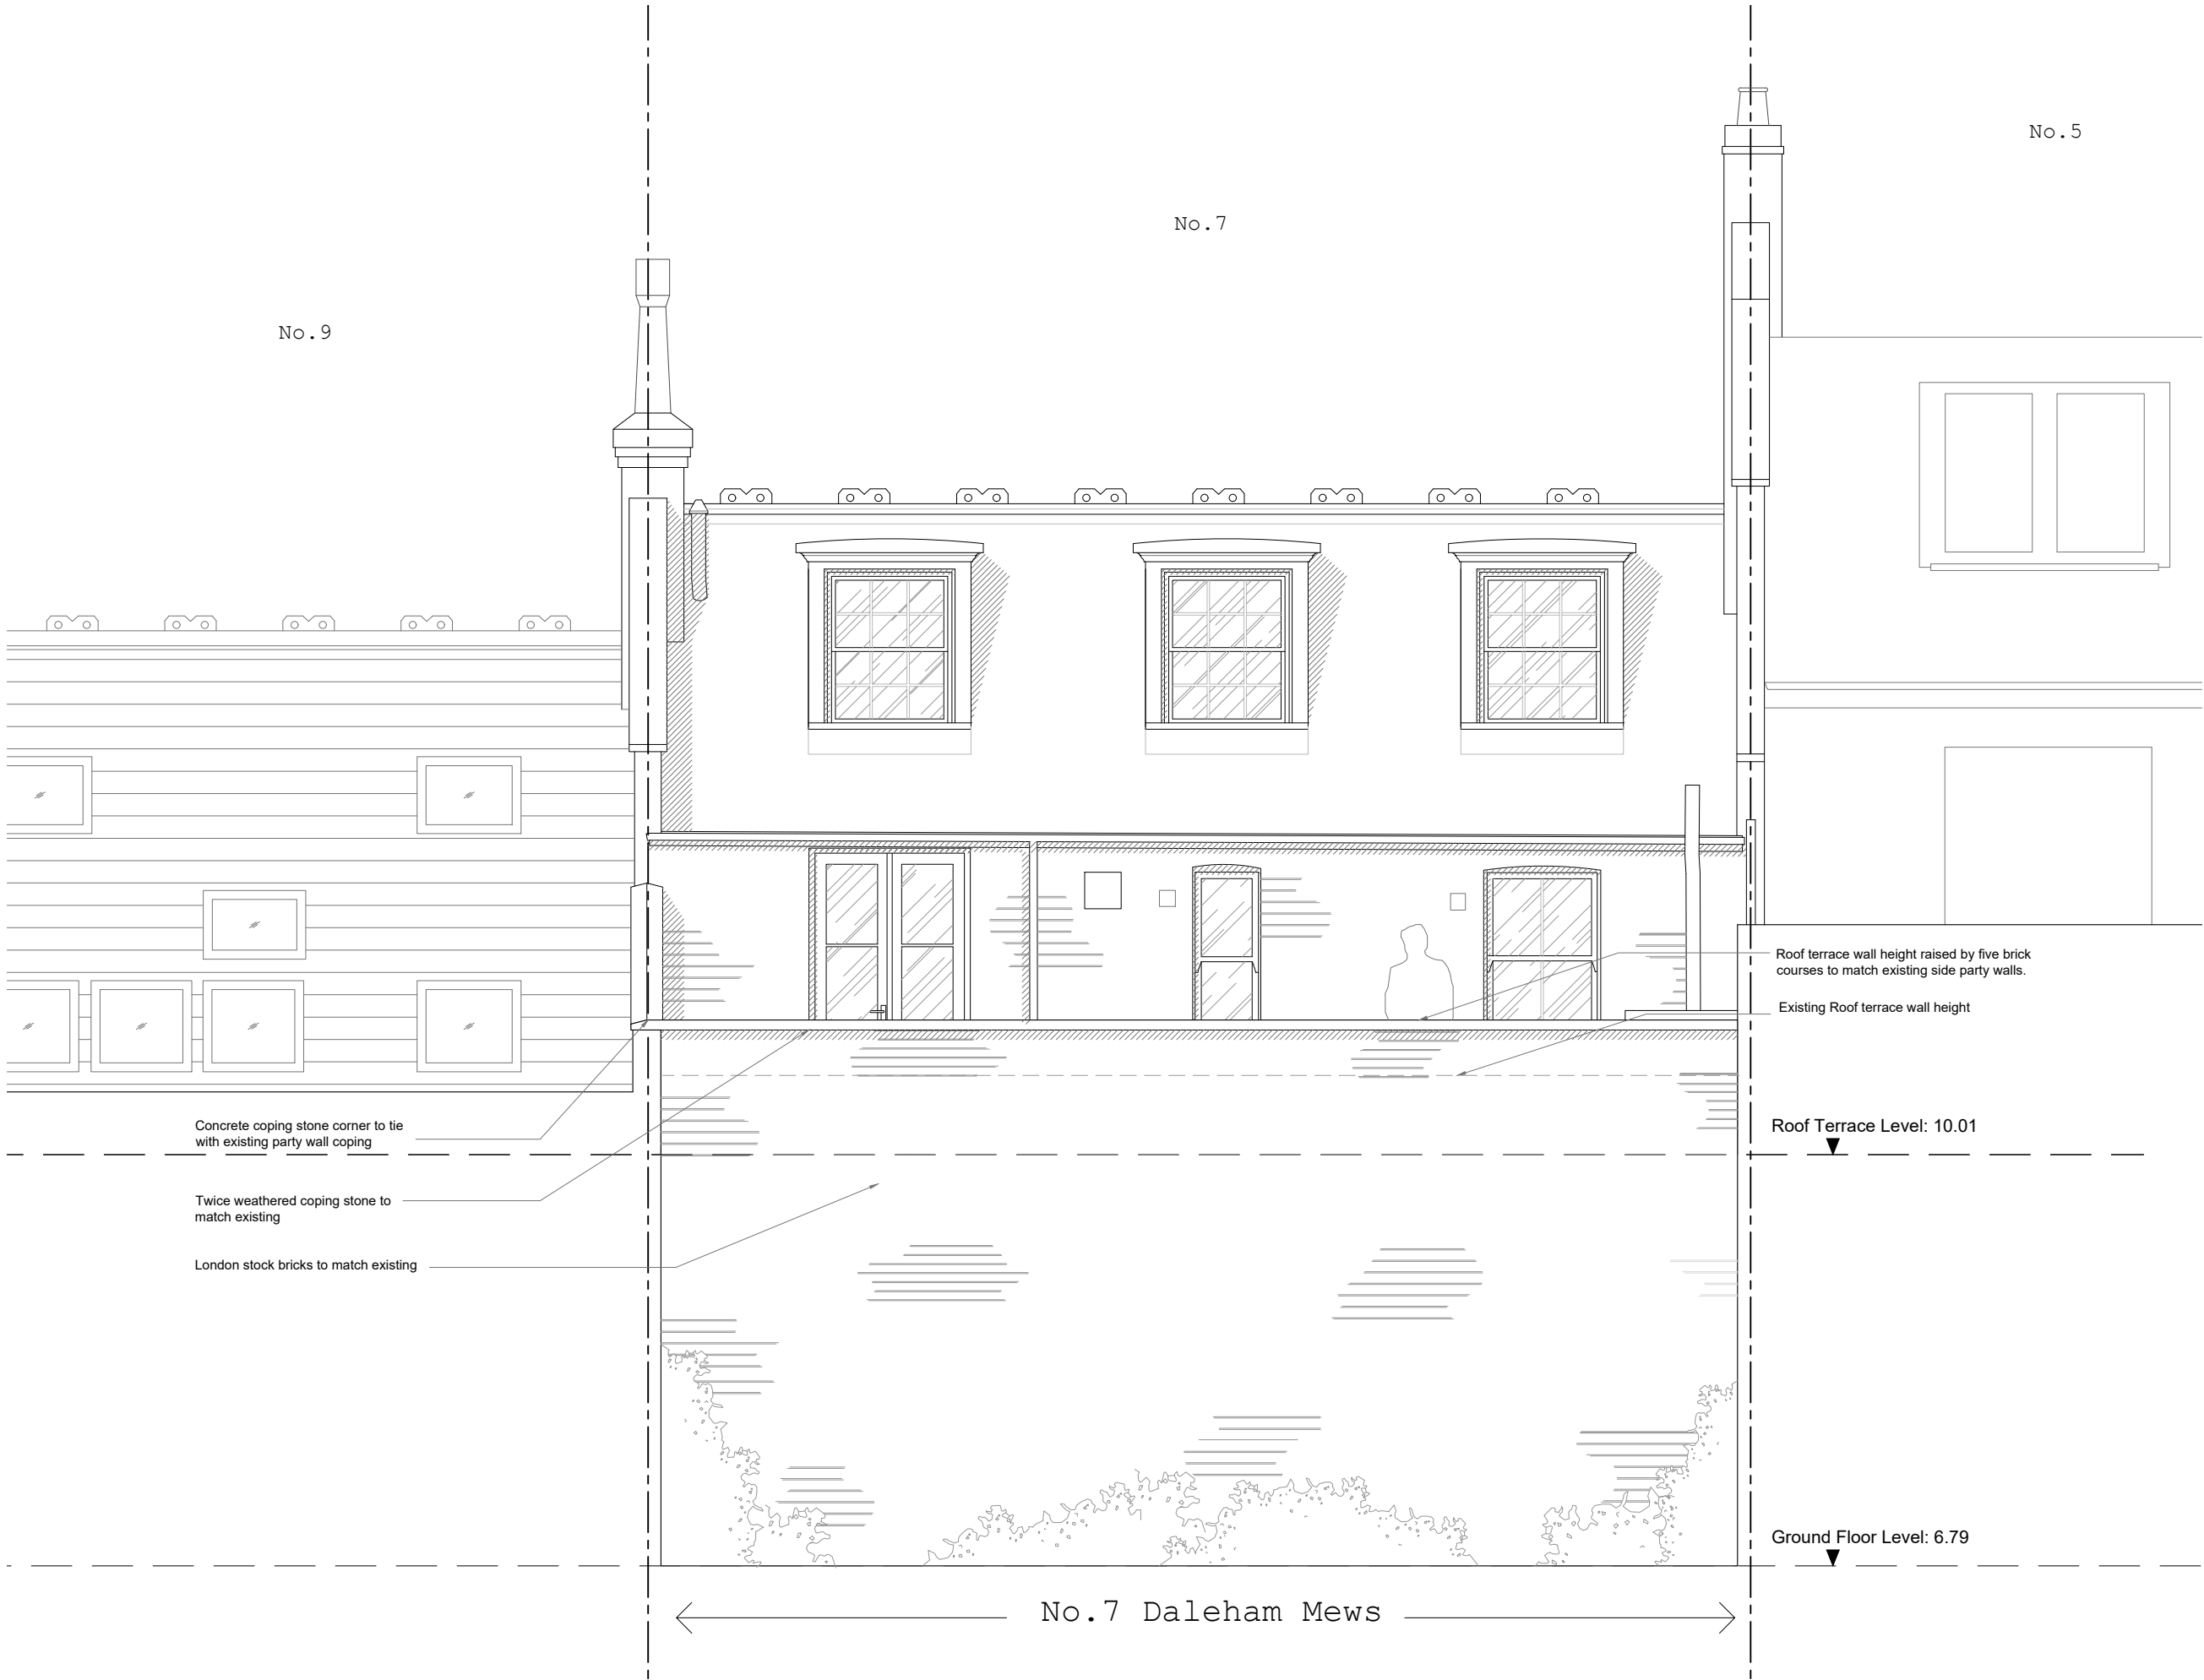 No.5
No.7
No.9
Roof terrace wall height raised by five brick
courses to match existing side party walls.
Existing Roof terrace wall height
Concrete coping stone corner to tie
with existing party wall coping
Roof Terrace Level: 10.01
Twice weathered coping stone to
match existing
London stock bricks to match existing
Ground Floor Level: 6.79
No.7 Daleham Mews